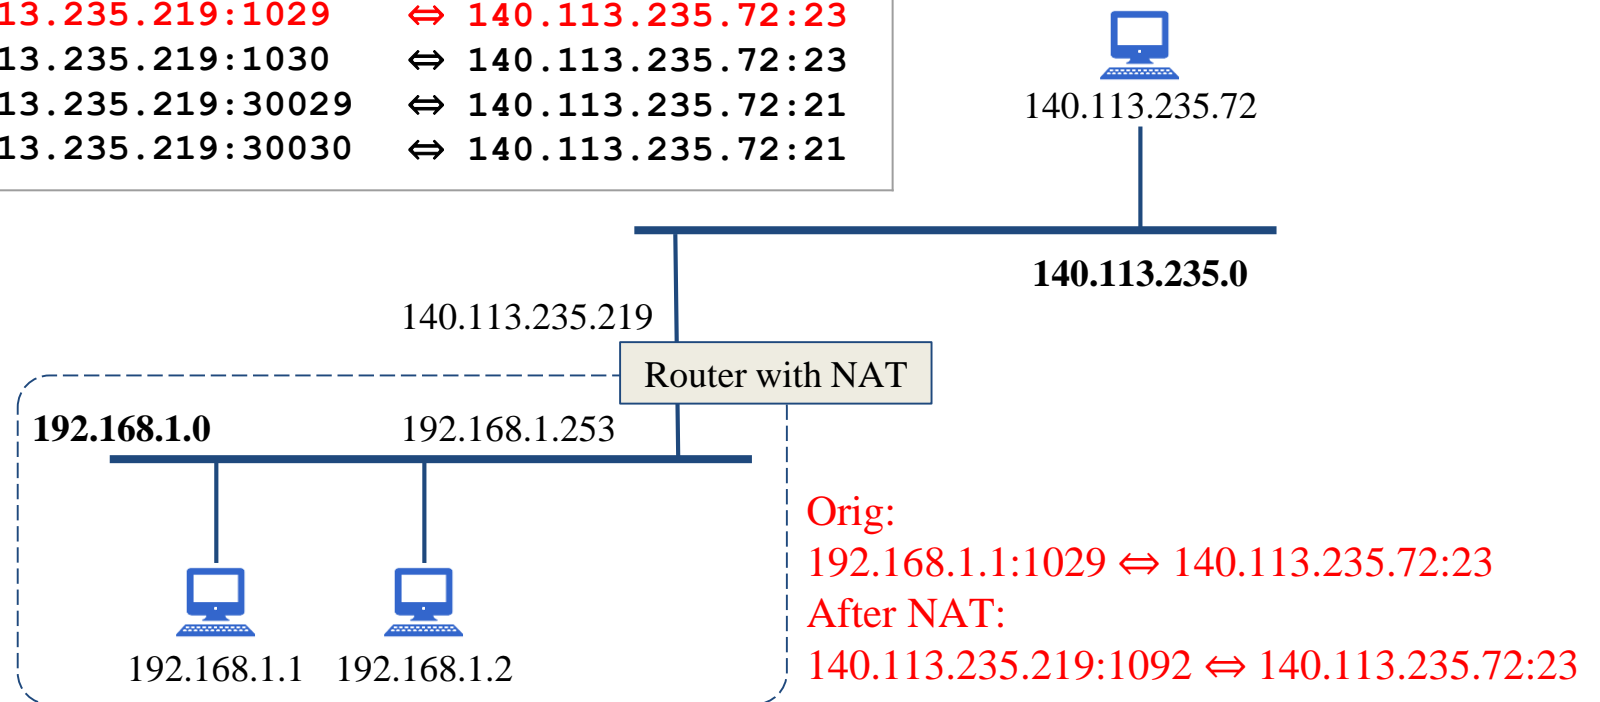 13.235.219:1029 ⇔ 140.113.235.72:23
13.235.219:1030 ⇔ 140.113.235.72:23
13.235.219:30029 ⇔ 140.113.235.72:21
13.235.219:30030 ⇔ 140.113.235.72:21
140.113.235.72
140.113.235.0
140.113.235.219
Router with NAT
192.168.1.0 192.168.1.253
Orig:
192.168.1.1:1029 ⇔ 140.113.235.72:23
After NAT:
140.113.235.219:1092 ⇔ 140.113.235.72:23
192.168.1.1 192.168.1.2